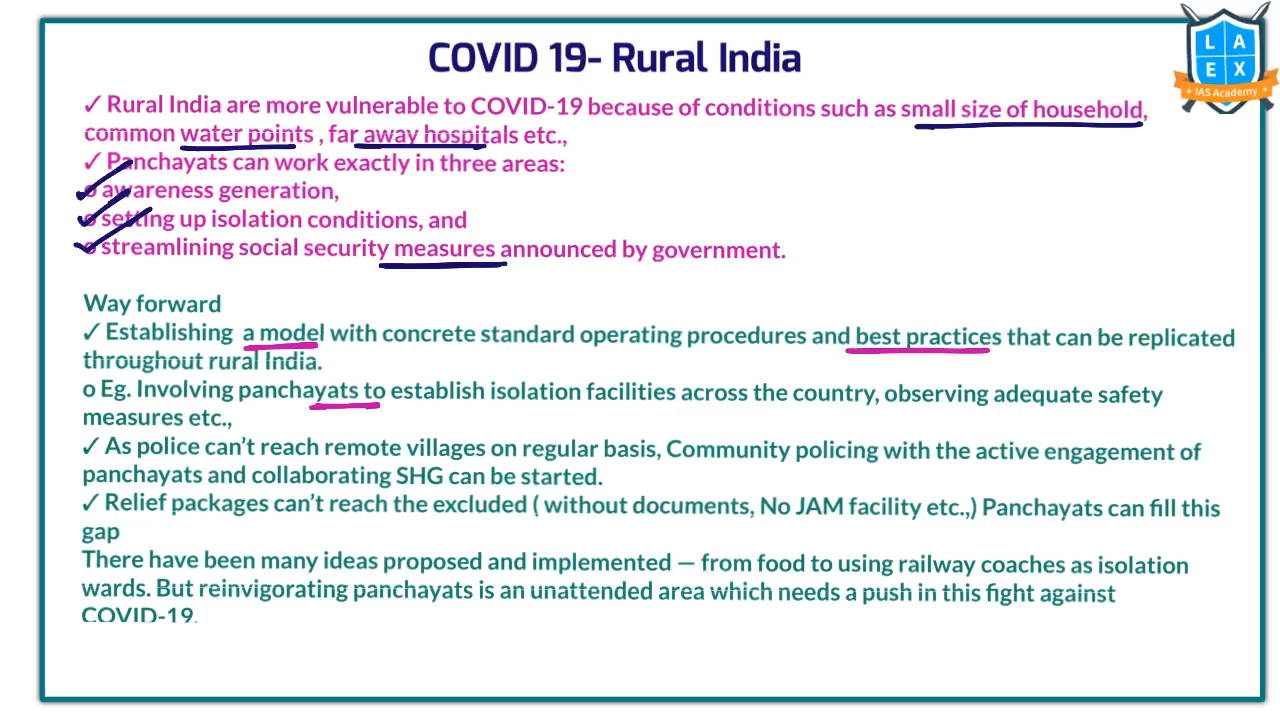 COVID 19- Rural India
L A
E X
IAS Academy
✓ Rural India are more vulnerable to COVID-19 because of conditions such as small size of household,
common water points , far away hospitals etc.,
✓ Panchayats can work exactly in three areas:
o awareness generation,
o setting up isolation conditions, and
o streamlining social security measures announced by government.
Way forward
✓ Establishing a model with concrete standard operating procedures and best practices that can be replicated
throughout rural India.
o Eg. Involving panchayats to establish isolation facilities across the country, observing adequate safety
measures etc.,
✓ As police can't reach remote villages on regular basis, Community policing with the active engagement of
panchayats and collaborating SHG can be started.
✓ Relief packages can't reach the excluded ( without documents, No JAM facility etc.,) Panchayats can fill this
gap
There have been many ideas proposed and implemented — from food to using railway coaches as isolation
wards. But reinvigorating panchayats is an unattended area which needs a push in this fight against
COVID-19.